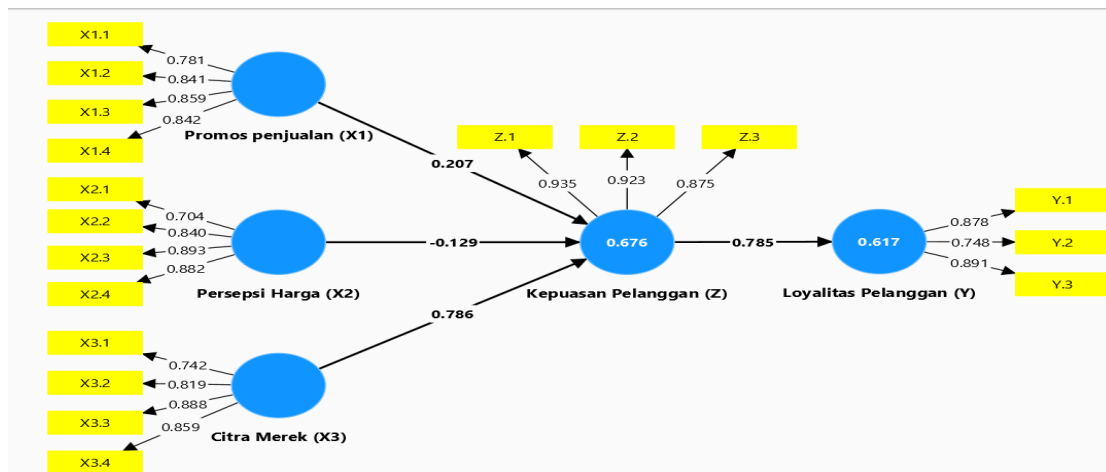 X1.1
0.781
X1.2
0.841
X1.3
0.859
0.842
X1.4
Promos penjualan (X1)
0.207
Z.1
Z.2
Z.3
0.935
0.923
0.875
X2.1
0.704
X2.2
0.840
X2.3
0.893
0.882
X2.4
Persepsi Harga (X2)
-0.129
0.676
Kepuasan Pelanggan (Z)
0.785
0.617
Loyalitas Pelanggan (Y)
0.878
Y.1
0.748
Y.2
0.891
Y.3
0.786
X3.1
0.742
X3.2
0.819
X3.3
0.888
0.859
X3.4
Citra Merek (X3)